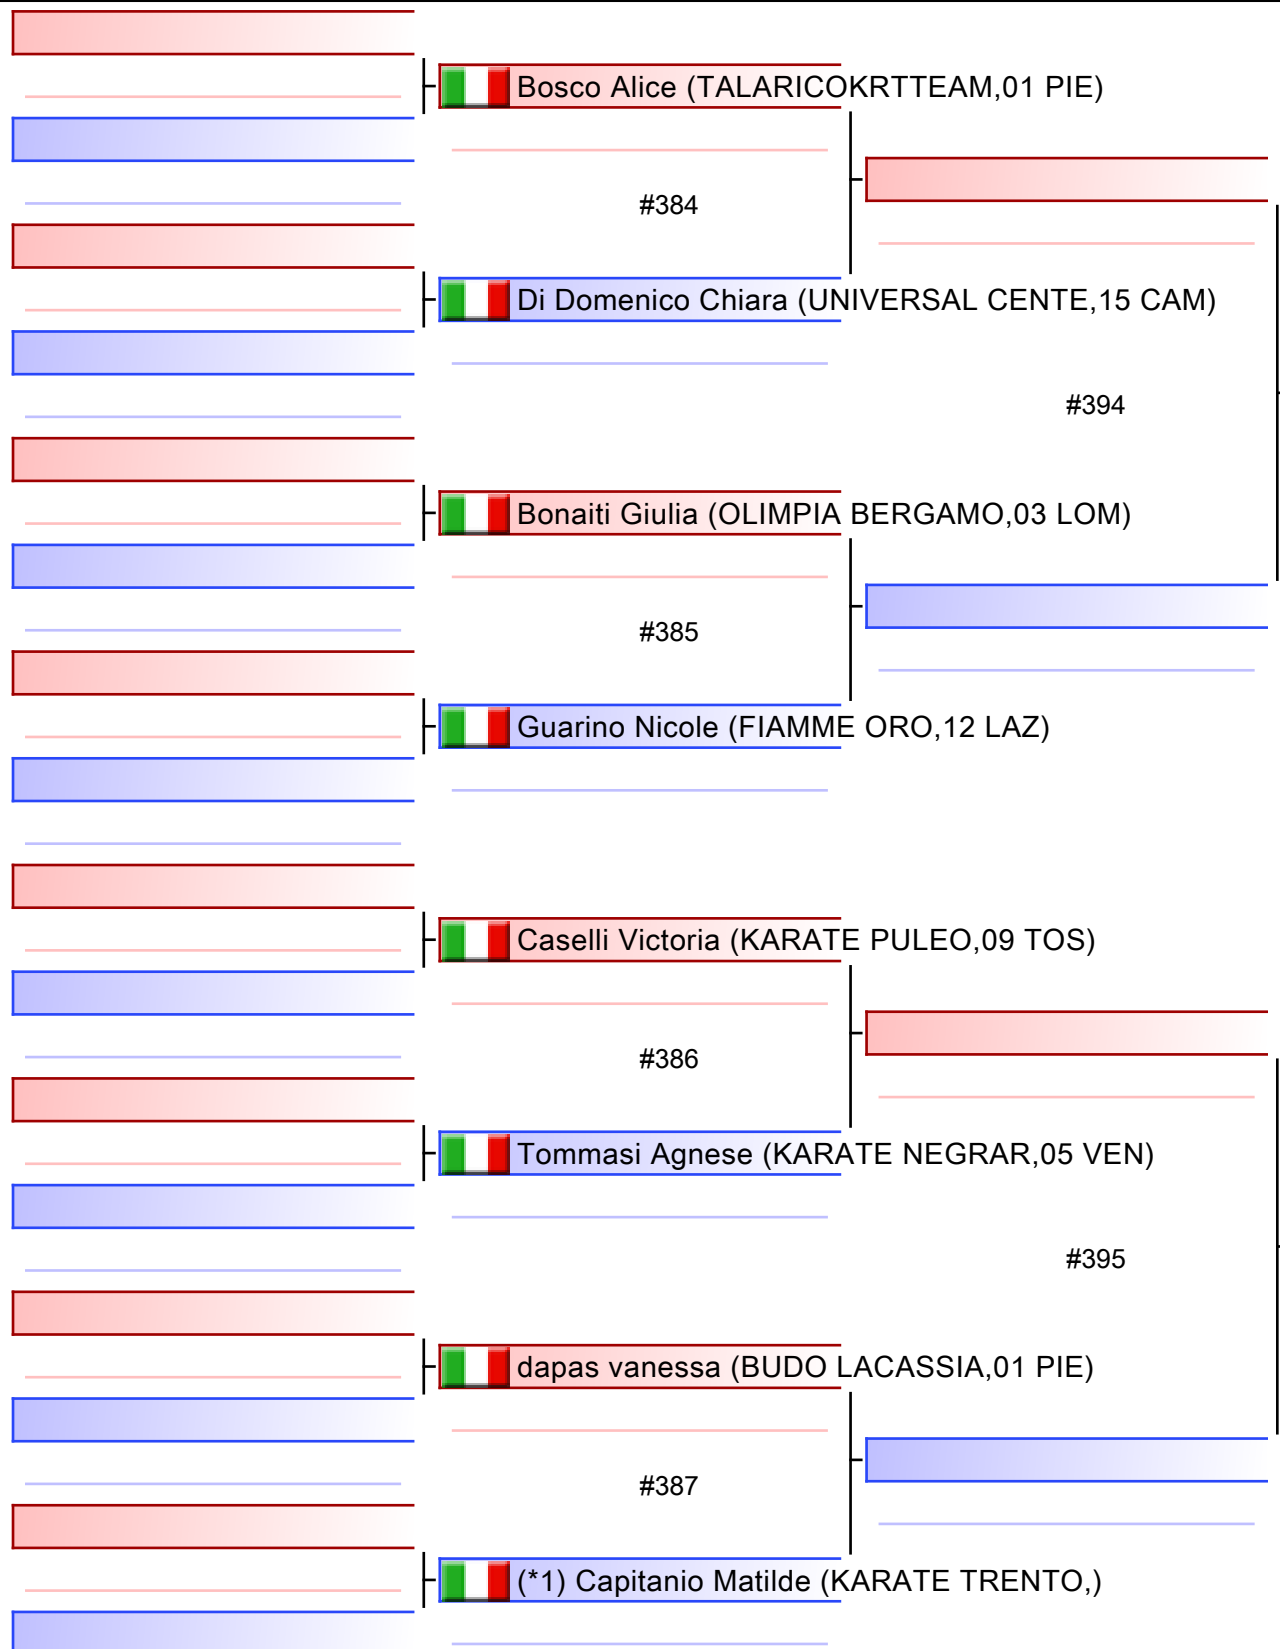 Bosco Alice (TALARICOKRTTEAM,01 PIE)
#384
Di Domenico Chiara (UNIVERSAL CENTE,15 CAM)
#394
Bonaiti Giulia (OLIMPIA BERGAMO,03 LOM)
#385
Guarino Nicole (FIAMME ORO,12 LAZ)
Caselli Victoria (KARATE PULEO,09 TOS)
#386
Tommasi Agnese (KARATE NEGRAR,05 VEN)
#395
dapas vanessa (BUDO LACASSIA,01 PIE)
#387
(*1) Capitanio Matilde (KARATE TRENTO,)